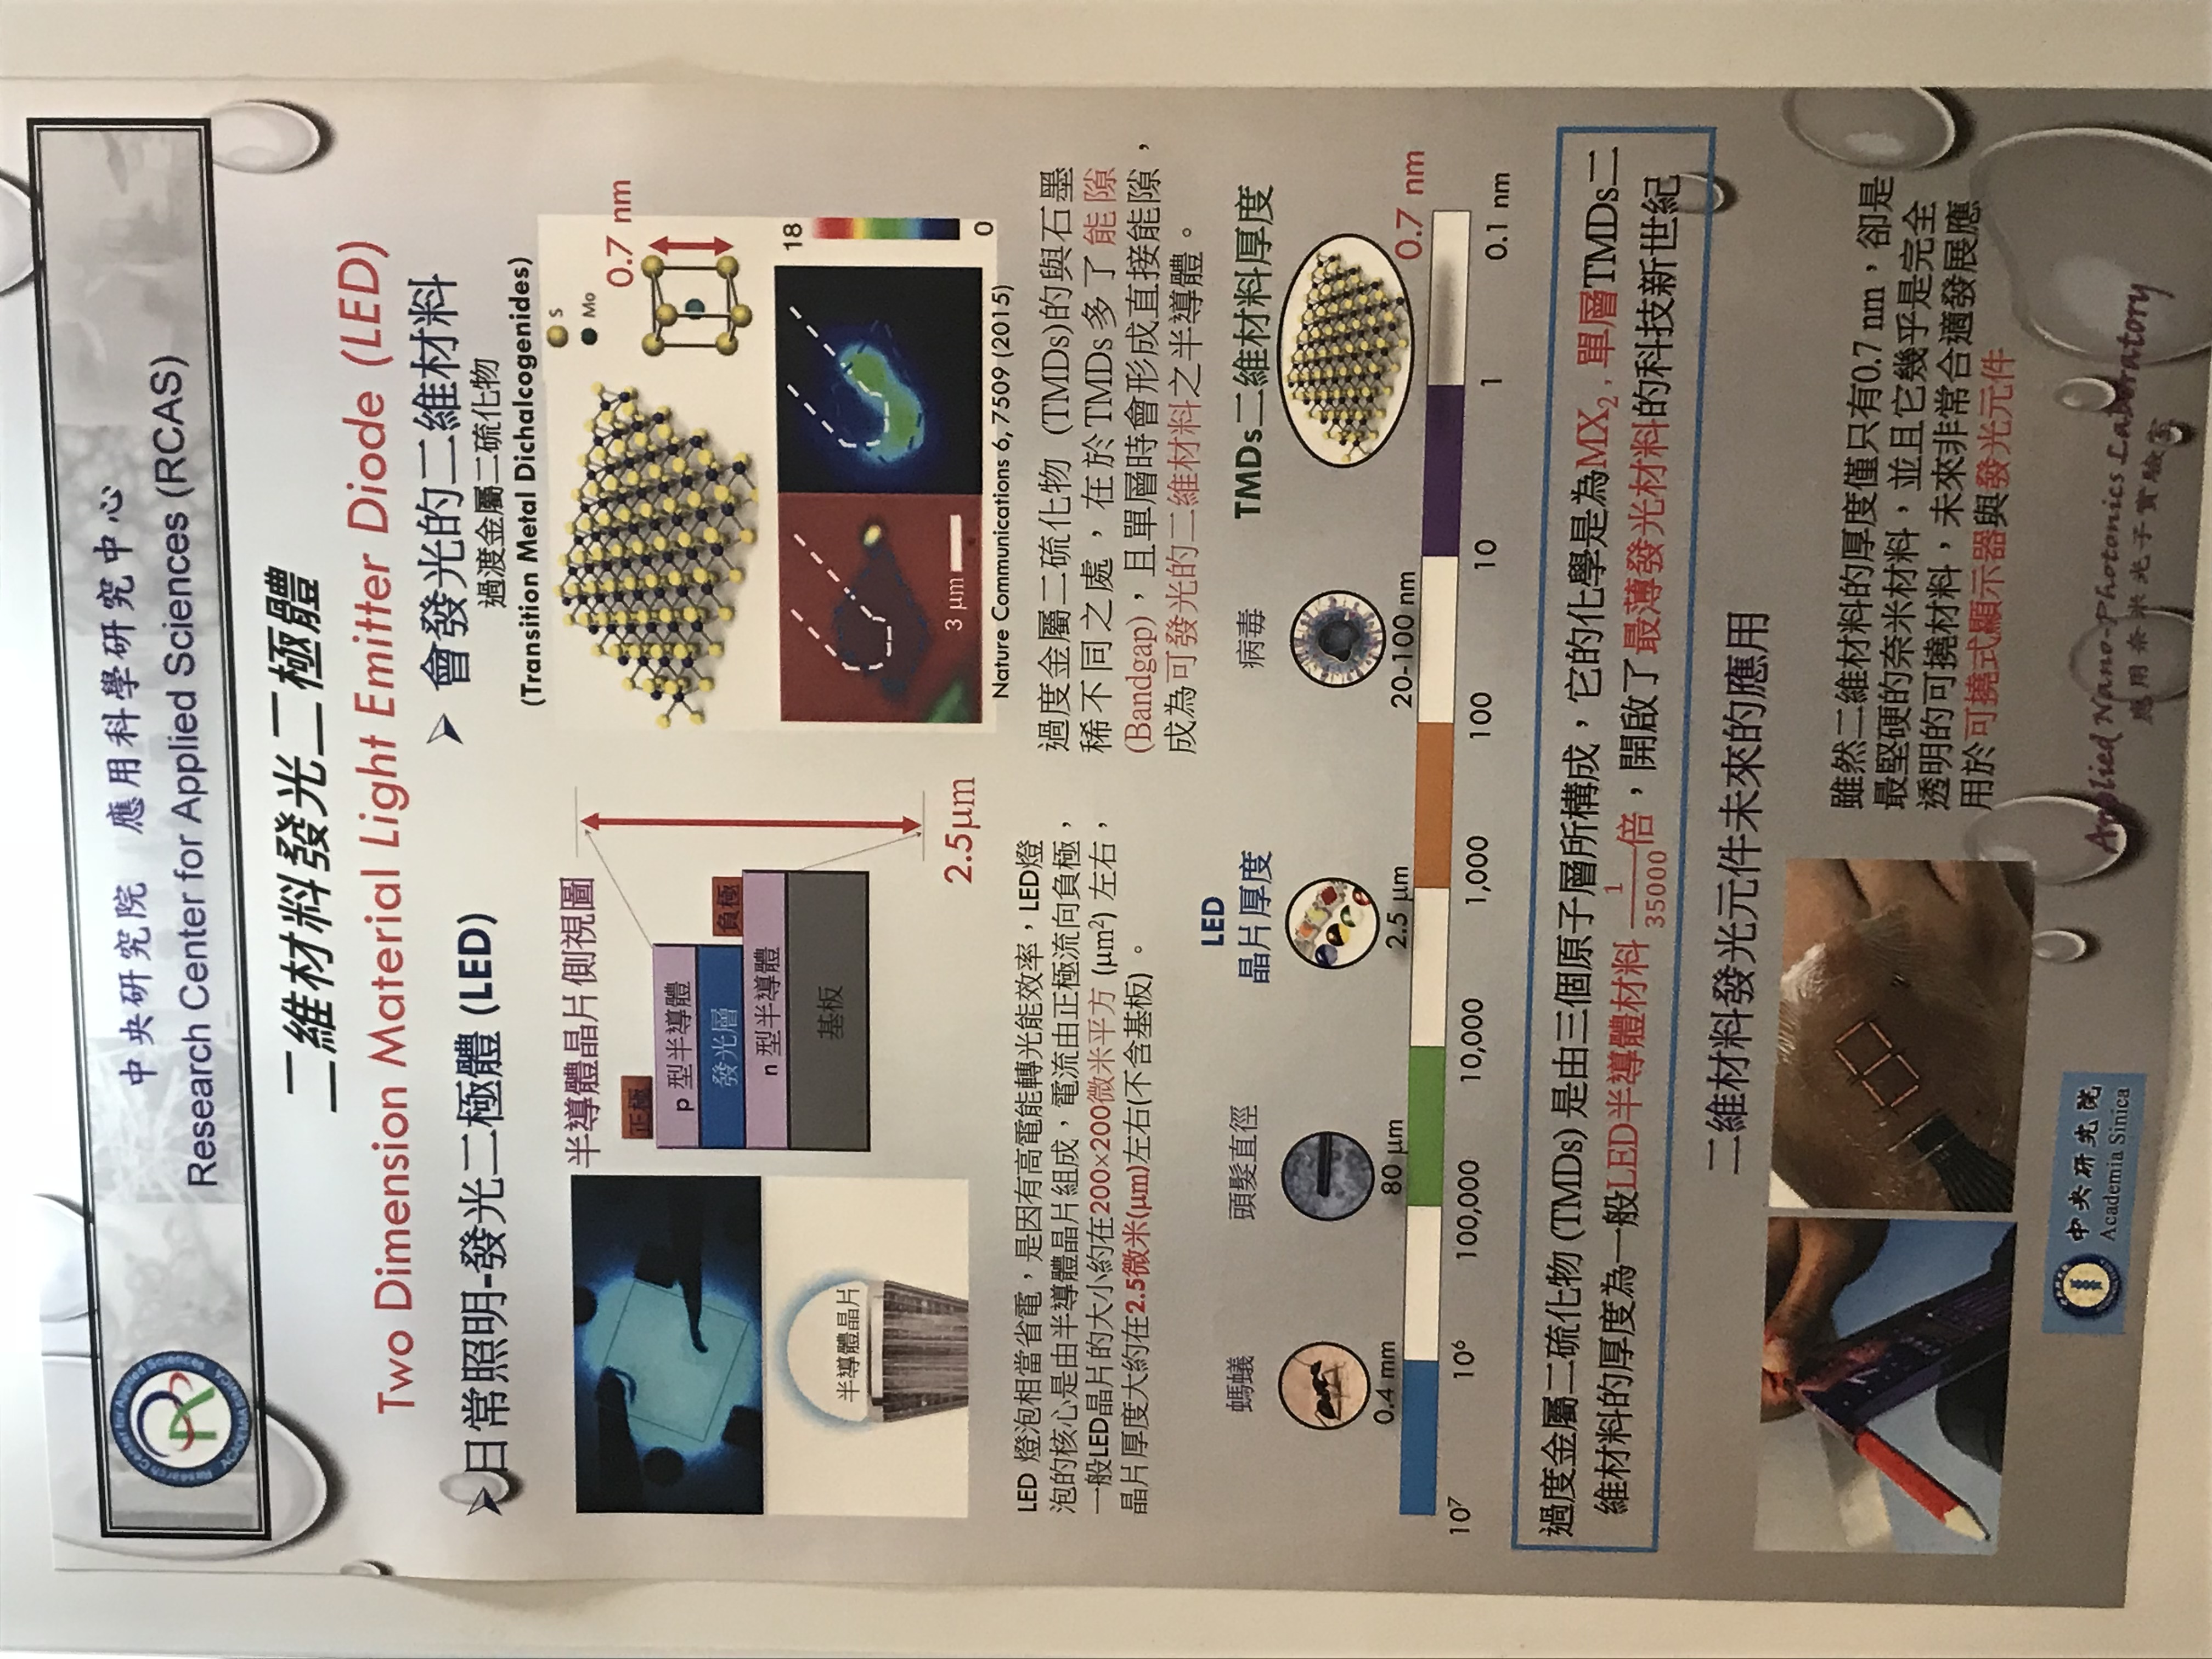 Research Center for Applied Sciences
ACADEMIA SINICA
中央研究院 應用科學研究中心
Research Center for Applied Sciences (RCAS)
二維材料發光二極體
Two Dimension Material Light Emitter Diode (LED)
日常照明-發光二極體 (LED)
半導體晶片側視圖
正極
p 型半導體
發光層
負極
n 型半導體
基板
半導體晶片
2.5μm
LED 燈泡相當省電，是因有高電能轉光能效率，LED燈
泡的核心是由半導體晶片組成，電流由正極流向負極，
一般LED晶片的大小約在200×200微米平方 (μm²) 左右，
晶片厚度大約在2.5微米(μm)左右(不含基板) 。
會發光的二維材料
過渡金屬二硫化物
(Transition Metal Dichalcogenides)
S
Mo
0.7 nm
18
3 μm
0
Nature Communications 6, 7509 (2015)
過度金屬二硫化物 (TMDs)的與石墨
稀不同之處，在於TMDs多了能隙
(Bandgap)，且單層時會形成直接能隙，
成為可發光的二維材料之半導體。
螞蟻
頭髮直徑
LED
晶片厚度
病毒
TMDs二維材料厚度
0.4 mm
80 μm
2.5 μm
20-100 nm
0.7 nm
10⁷
10⁶
100,000
10,000
1,000
100
10
1
0.1 nm
過度金屬二硫化物 (TMDs) 是由三個原子層所構成，它的化學是為MX₂ , 單層TMDs二
維材料的厚度為一般LED半導體材料 1/35000倍，開啟了最薄發光材料的科技新世紀
二維材料發光元件未來的應用
雖然二維材料的厚度僅只有0.7 nm，卻是
最堅硬的奈米材料，並且它幾乎是完全
透明的可撓材料，未來非常合適發展應
用於可撓式顯示器與發光元件
中央研究院
Academia Sinica
Applied Nano-Photonics Laboratory
應用奈米光子實驗室